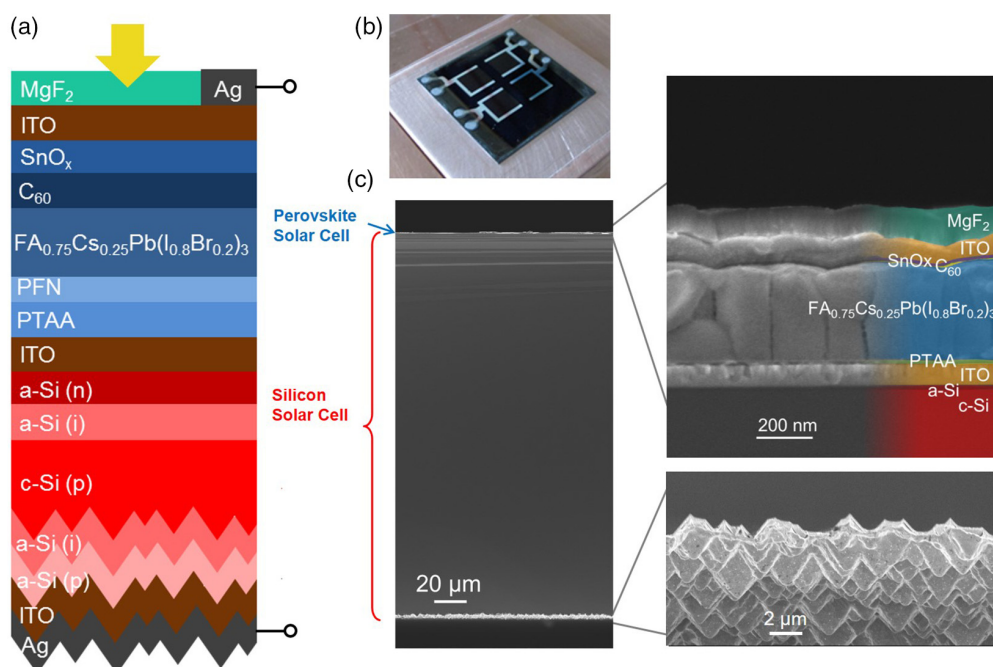 (a)
MgF₂
Ag
ITO
SnOₓ
C₆₀
FA₀.₇₅Cs₀.₂₅Pb(I₀.₈Br₀.₂)₃
PFN
PTAA
ITO
a-Si (n)
a-Si (i)
c-Si (p)
a-Si (i)
a-Si (p)
ITO
Ag
(b)
(c)
Perovskite
Solar Cell
Silicon
Solar Cell
20 µm
MgF₂
ITO
SnOx C₆₀
FA₀.₇₅Cs₀.₂₅Pb(I₀.₈Br₀.₂)₃
PTAA
ITO
a-Si
c-Si
200 nm
2 µm